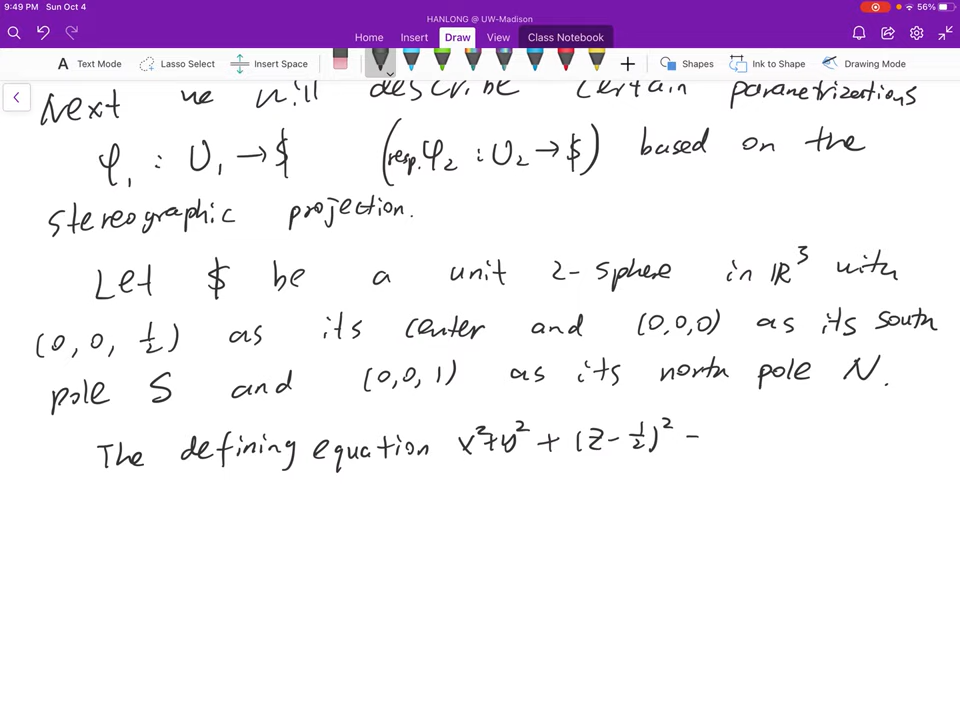 9:49 PM Sun Oct 4
56%
HANLONG @ UW-Madison
Home Insert Draw View Class Notebook
Text Mode Lasso Select Insert Space Shapes Ink to Shape Drawing Mode
Next we will describe certain parametrizations
φ₁ : U₁ → $ (resp. φ₂ : U₂ → $) based on the
stereographic projection.
Let $ be a unit 2-sphere in ℝ³ with
(0, 0, ½) as its center and (0,0,0) as its south
pole S and (0,0,1) as its north pole N.
The defining equation x²+y² + (z - ½)² =